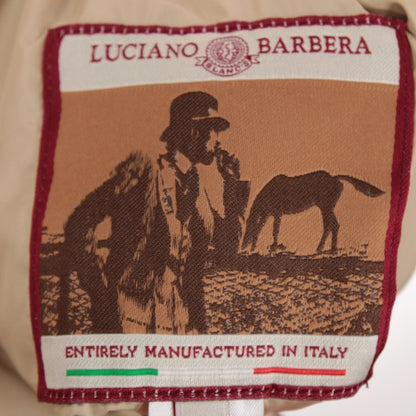 LUCIANO BARBERA
ENTIRELY MANUFACTURED IN ITALY